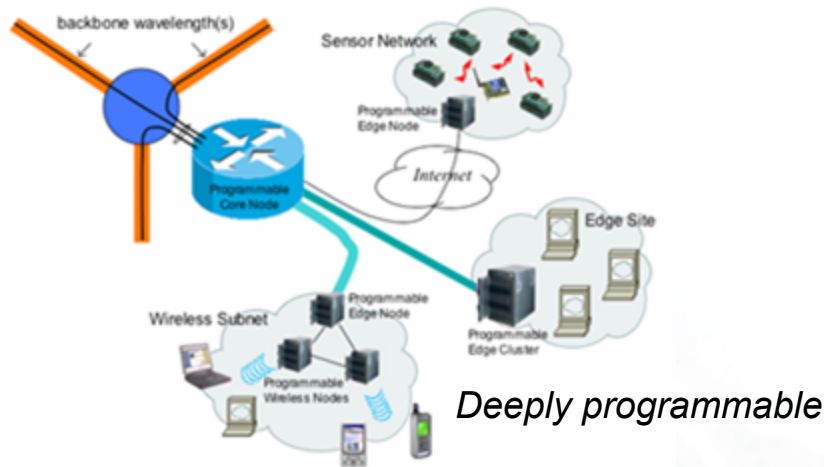 backbone wavelength(s)
Sensor Network
Programmable
Edge Node
Internet
Programmable
Core Node
Edge Site
Programmable
Edge Node
Wireless Subnet
Programmable
Edge Cluster
Programmable
Wireless Nodes
Deeply programmable